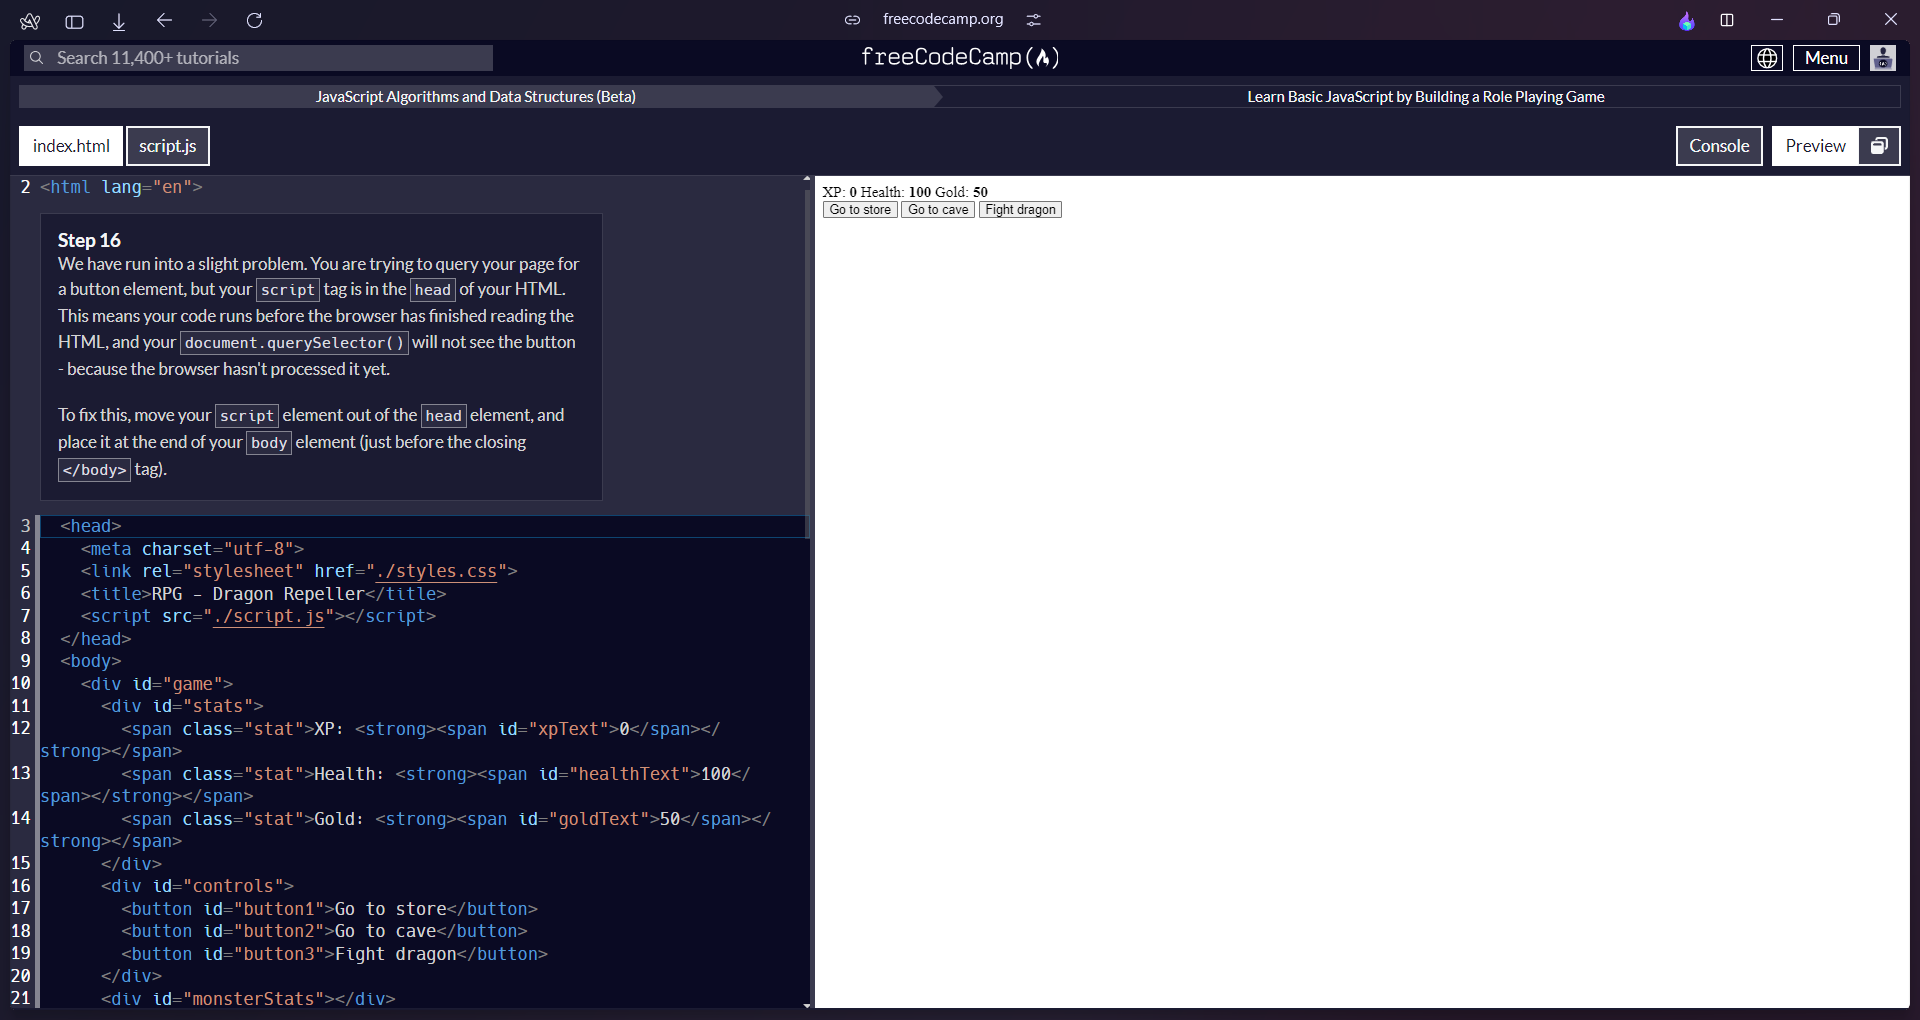 freecodecamp.org
Search 11,400+ tutorials
freeCodeCamp(🔥)
Menu
JavaScript Algorithms and Data Structures (Beta)
Learn Basic JavaScript by Building a Role Playing Game
index.html
script.js
Console
Preview
2 <html lang="en">
Step 16
We have run into a slight problem. You are trying to query your page for
a button element, but your script tag is in the head of your HTML.
This means your code runs before the browser has finished reading the
HTML, and your document.querySelector() will not see the button
- because the browser hasn't processed it yet.
To fix this, move your script element out of the head element, and
place it at the end of your body element (just before the closing
</body> tag).
3 <head>
4 <meta charset="utf-8">
5 <link rel="stylesheet" href="./styles.css">
6 <title>RPG - Dragon Repeller</title>
7 <script src="./script.js"></script>
8 </head>
9 <body>
10 <div id="game">
11 <div id="stats">
12 <span class="stat">XP: <strong><span id="xpText">0</span></
strong></span>
13 <span class="stat">Health: <strong><span id="healthText">100</
span></strong></span>
14 <span class="stat">Gold: <strong><span id="goldText">50</span></
strong></span>
15 </div>
16 <div id="controls">
17 <button id="button1">Go to store</button>
18 <button id="button2">Go to cave</button>
19 <button id="button3">Fight dragon</button>
20 </div>
21 <div id="monsterStats"></div>
XP: 0 Health: 100 Gold: 50
Go to store Go to cave Fight dragon